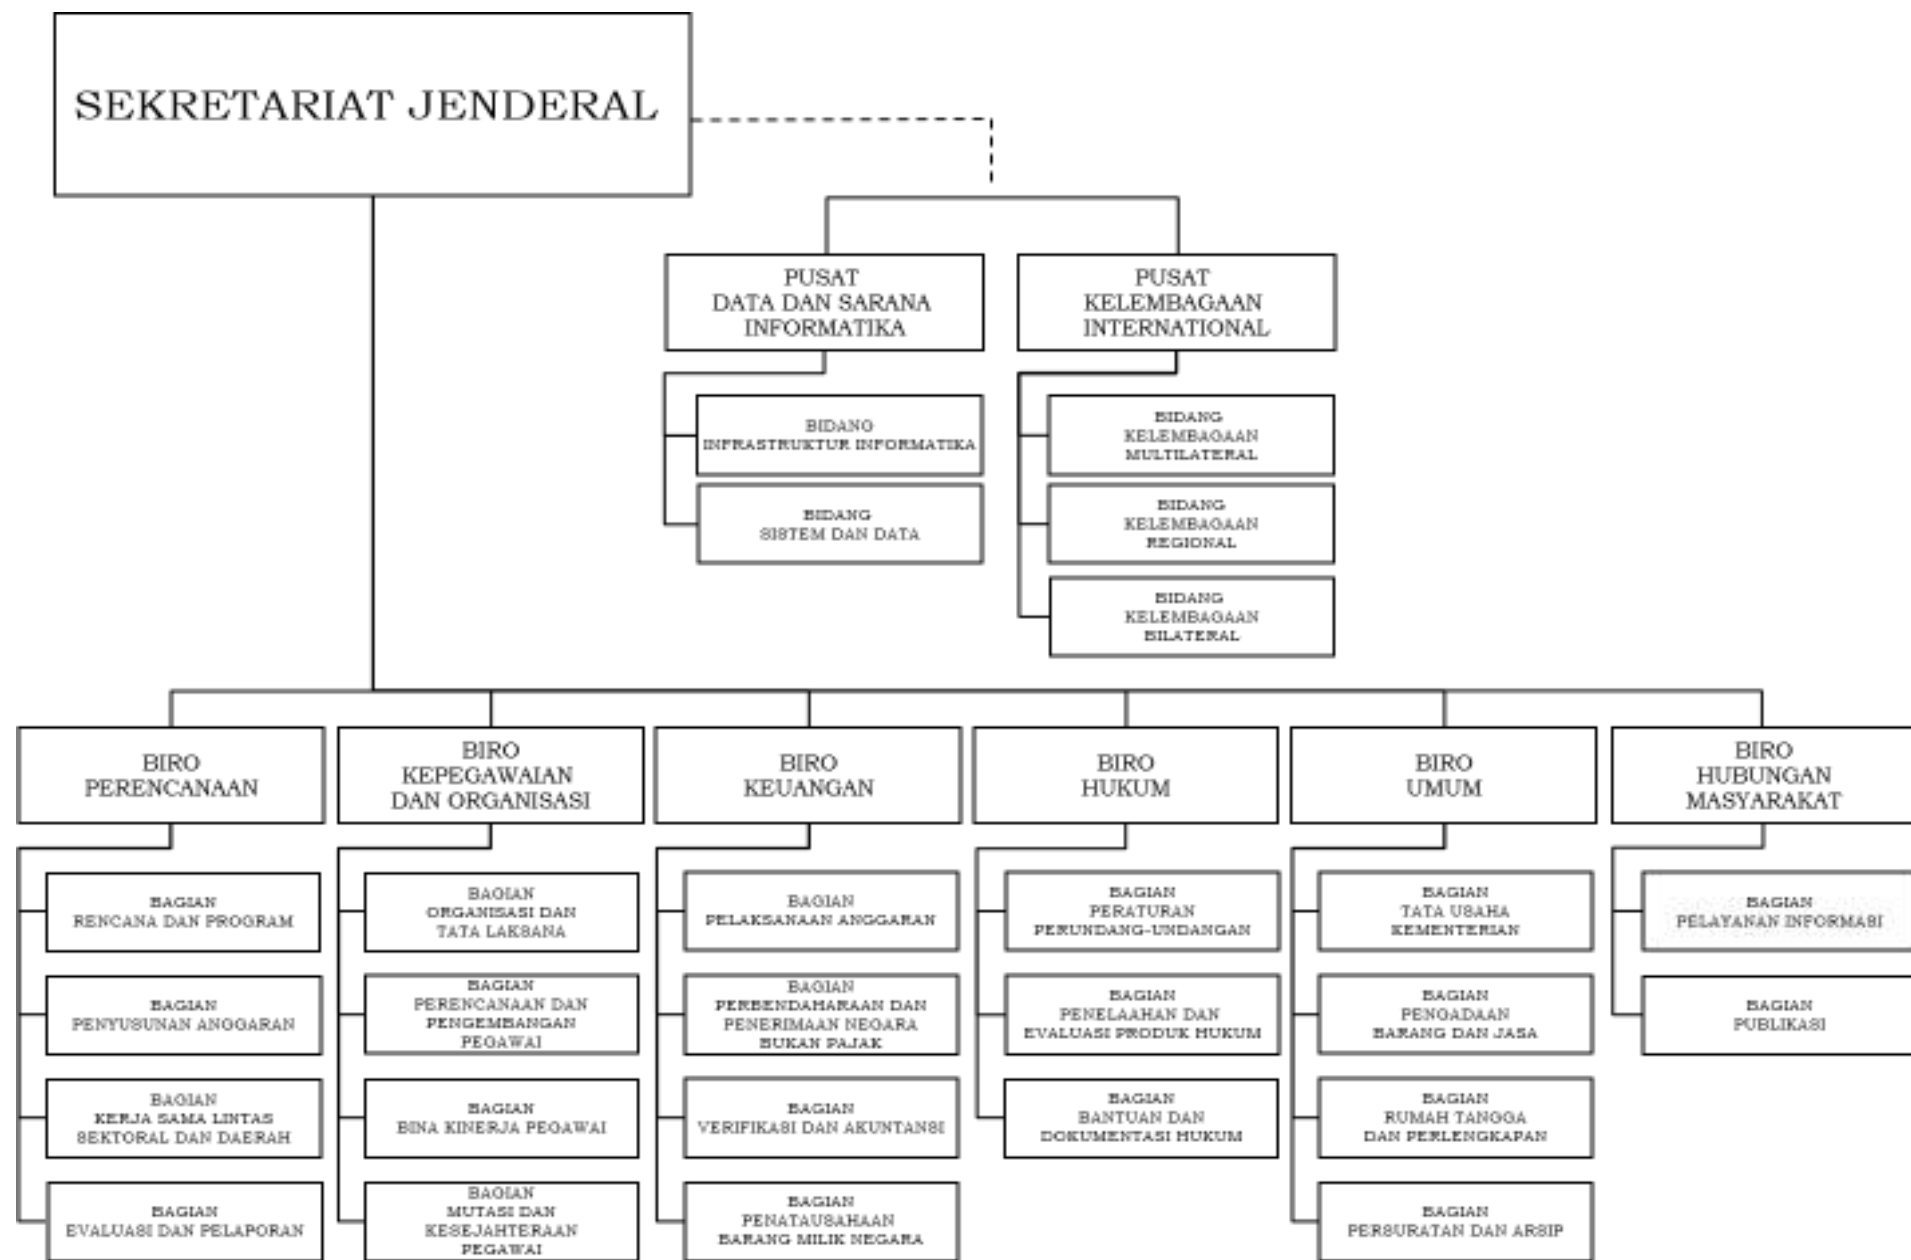 SEKRETARIAT JENDERAL
PUSAT
DATA DAN SARANA
INFORMATIKA
PUSAT
KELEMBAGAAN
INTERNATIONAL
BIDANG
INFRASTRUKTUR INFORMATIKA
BIDANG
SISTEM DAN DATA
BIDANG
KELEMBAGAAN
MULTILATERAL
BIDANG
KELEMBAGAAN
REGIONAL
BIDANG
KELEMBAGAAN
BILATERAL
BIRO
PERENCANAAN
BIRO
KEPEGAWAIAN
DAN ORGANISASI
BIRO
KEUANGAN
BIRO
HUKUM
BIRO
UMUM
BIRO
HUBUNGAN
MASYARAKAT
BAGIAN
RENCANA DAN PROGRAM
BAGIAN
PENYUSUNAN ANGGARAN
BAGIAN
KERJA SAMA LINTAS
SEKTORAL DAN DAERAH
BAGIAN
EVALUASI DAN PELAPORAN
BAGIAN
ORGANISASI DAN
TATA LAKSANA
BAGIAN
PERENCANAAN DAN
PENGEMBANGAN
PEGAWAI
BAGIAN
BINA KINERJA PEGAWAI
BAGIAN
MUTASI DAN
KESEJAHTERAAN
PEGAWAI
BAGIAN
PELAKSANAAN ANGGARAN
BAGIAN
PERBENDAHARAAN DAN
PENERIMAAN NEGARA
BUKAN PAJAK
BAGIAN
VERIFIKASI DAN AKUNTANSI
BAGIAN
PENATAUSAHAAN
BARANG MILIK NEGARA
BAGIAN
PERATURAN
PERUNDANG-UNDANGAN
BAGIAN
PENELAAHAN DAN
EVALUASI PRODUK HUKUM
BAGIAN
BANTUAN DAN
DOKUMENTASI HUKUM
BAGIAN
TATA USAHA
KEMENTERIAN
BAGIAN
PENGADAAN
BARANG DAN JASA
BAGIAN
RUMAH TANGGA
DAN PERLENGKAPAN
BAGIAN
PERSURATAN DAN ARSIP
BAGIAN
PELAYANAN INFORMASI
BAGIAN
PUBLIKASI